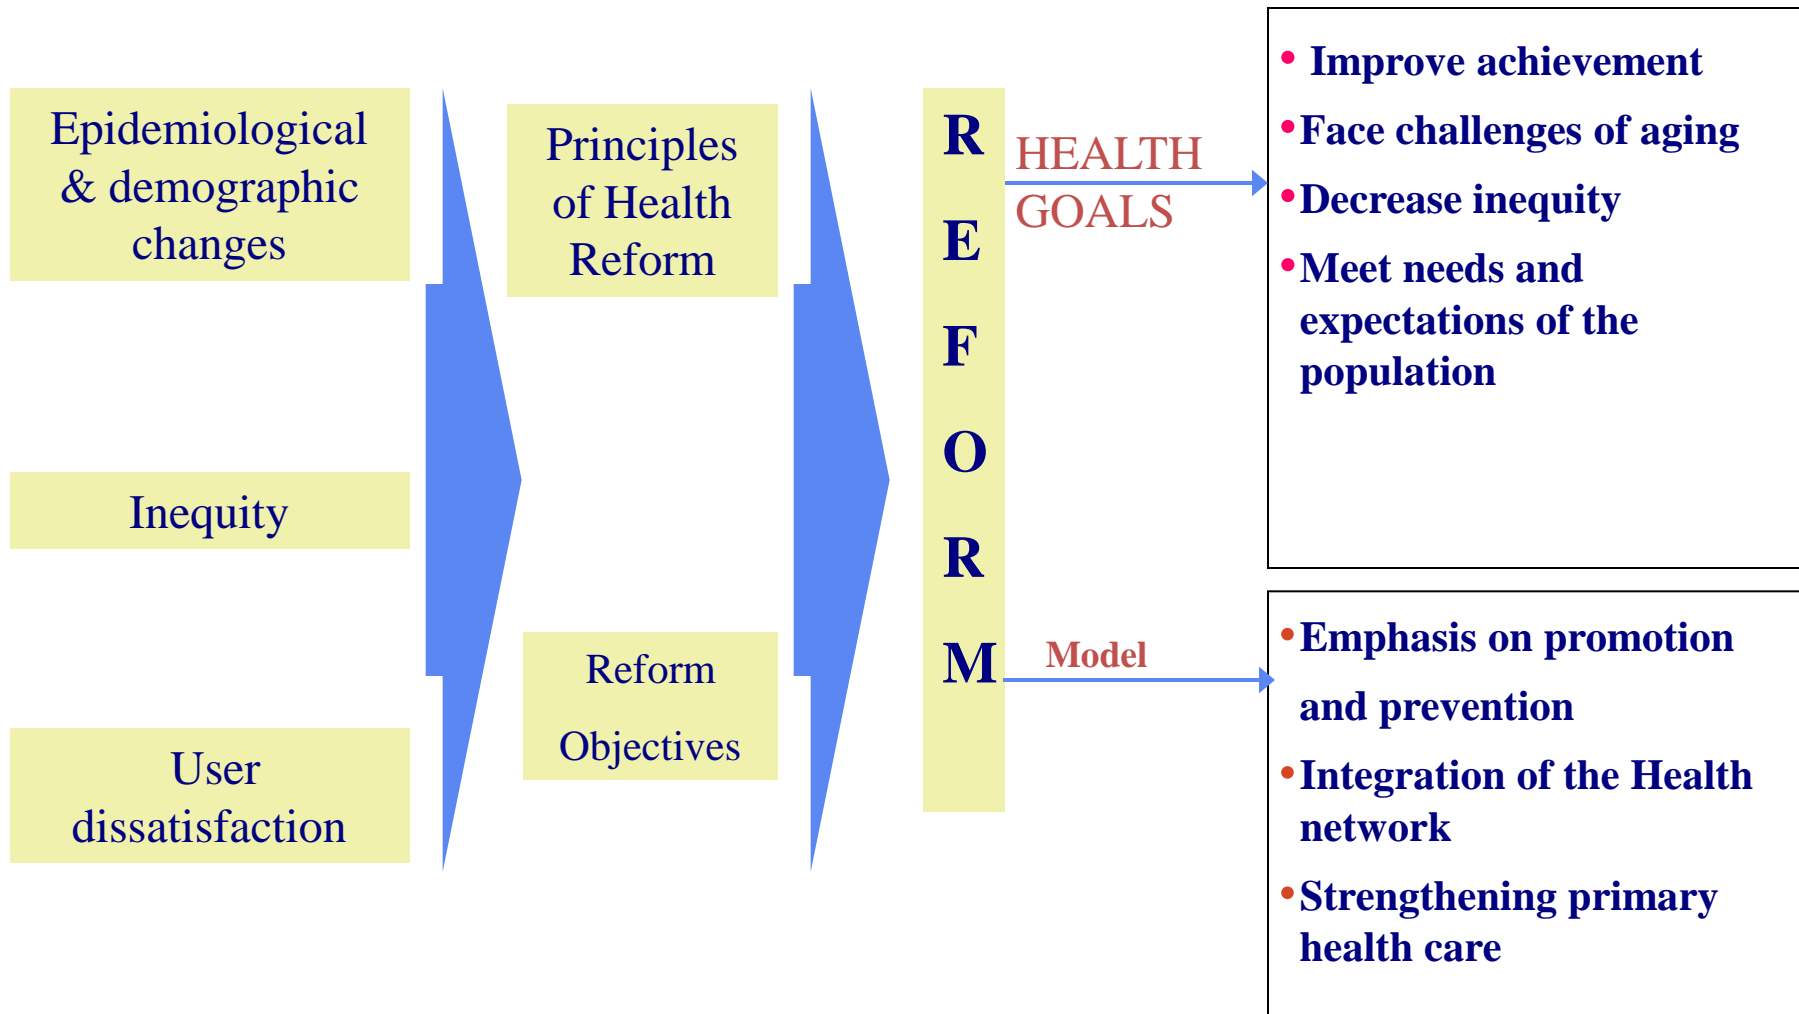 Epidemiological
& demographic
changes
Inequity
User
dissatisfaction
Principles
of Health
Reform
Reform
Objectives
R
E
F
O
R
M
HEALTH
GOALS
Model
• Improve achievement
•Face challenges of aging
•Decrease inequity
•Meet needs and
expectations of the
population
•Emphasis on promotion
and prevention
•Integration of the Health
network
•Strengthening primary
health care